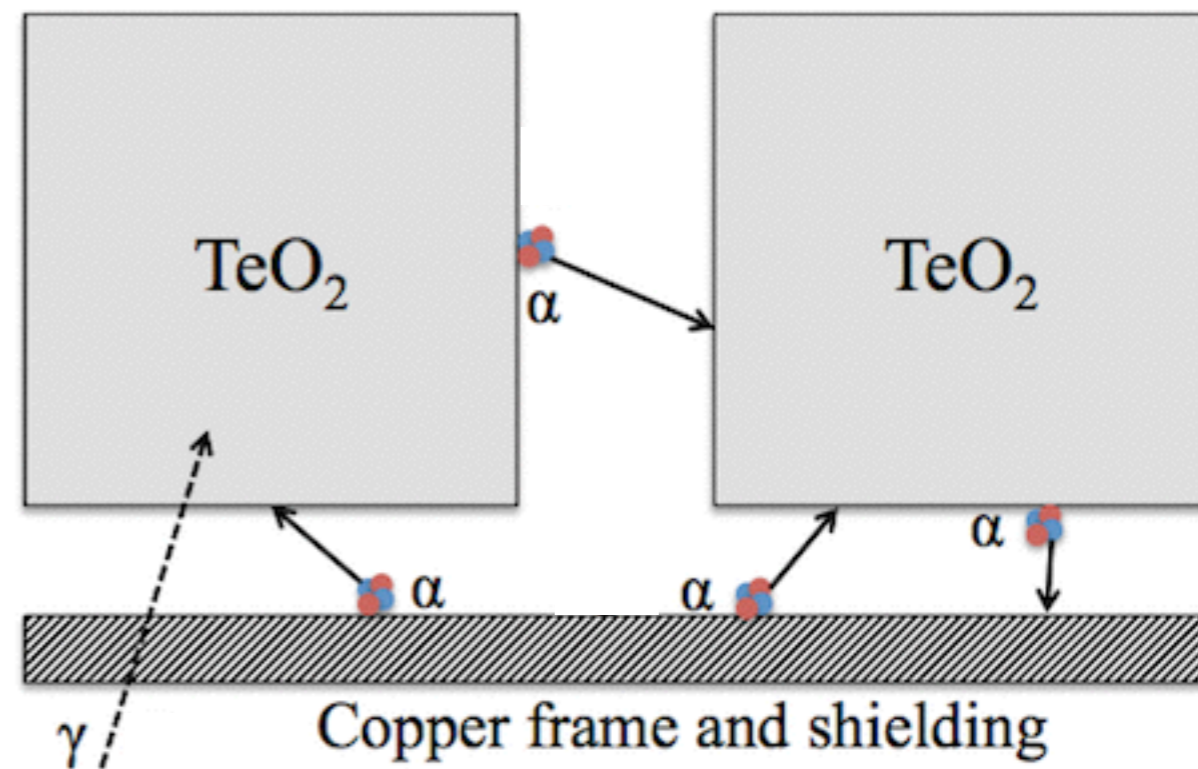 TeO₂
TeO₂
α
α
α
α
γ
Copper frame and shielding